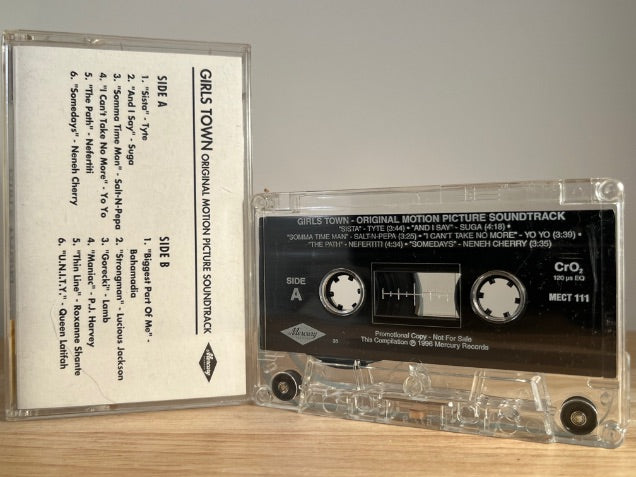 GIRLS TOWN ORIGINAL MOTION PICTURE SOUNDTRACK
Mercury
SIDE A
1. "Sista" - Tyte
2. "And I Say" - Suga
3. "Somma Time Man" - Salt-N-Pepa
4. "I Can't Take No More" - Yo Yo
5. "The Path" - Nefertiti
6. "Somedays" - Neneh Cherry
SIDE B
1. "Biggest Part Of Me" -
Bahamadia
2. "Strongman" - Lucious Jackson
3. "Gorecki" - Lamb
4. "Maniac" - P.J. Harvey
5. "Thin Line" - Roxanne Shante
6. "U.N.I.T.Y." - Queen Latifah
GIRLS TOWN - ORIGINAL MOTION PICTURE SOUNDTRACK
"SISTA" - TYTE (3:44) • "AND I SAY" - SUGA (4:18) •
"SOMMA TIME MAN" - SALT-N-PEPA (3:25) • "I CAN'T TAKE NO MORE" - YO YO (3:39) •
"THE PATH" - NEFERTITI (4:34) • "SOMEDAYS" - NENEH CHERRY (3:35)
SIDE
A
CrO2
120 µs EQ
MECT 111
Mercury
Promotional Copy - Not For Sale
This Compilation ℗ 1996 Mercury Records